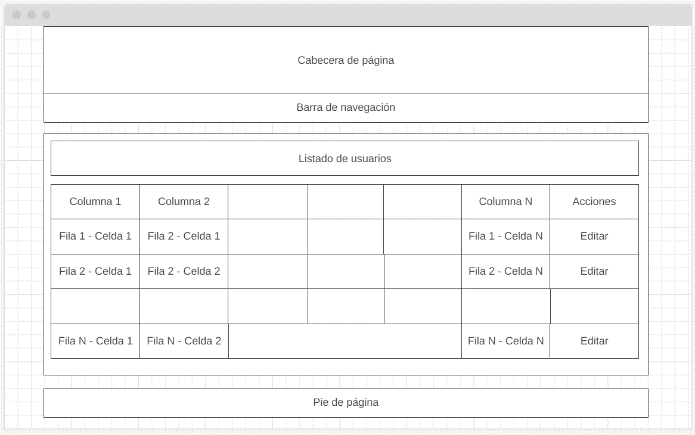 Cabecera de página
Barra de navegación
Listado de usuarios
Columna 1 Columna 2 Columna N Acciones
Fila 1 - Celda 1 Fila 2 - Celda 1 Fila 1 - Celda N Editar
Fila 2 - Celda 1 Fila 2 - Celda 2 Fila 2 - Celda N Editar
Fila N - Celda 1 Fila N - Celda 2 Fila N - Celda N Editar
Pie de página